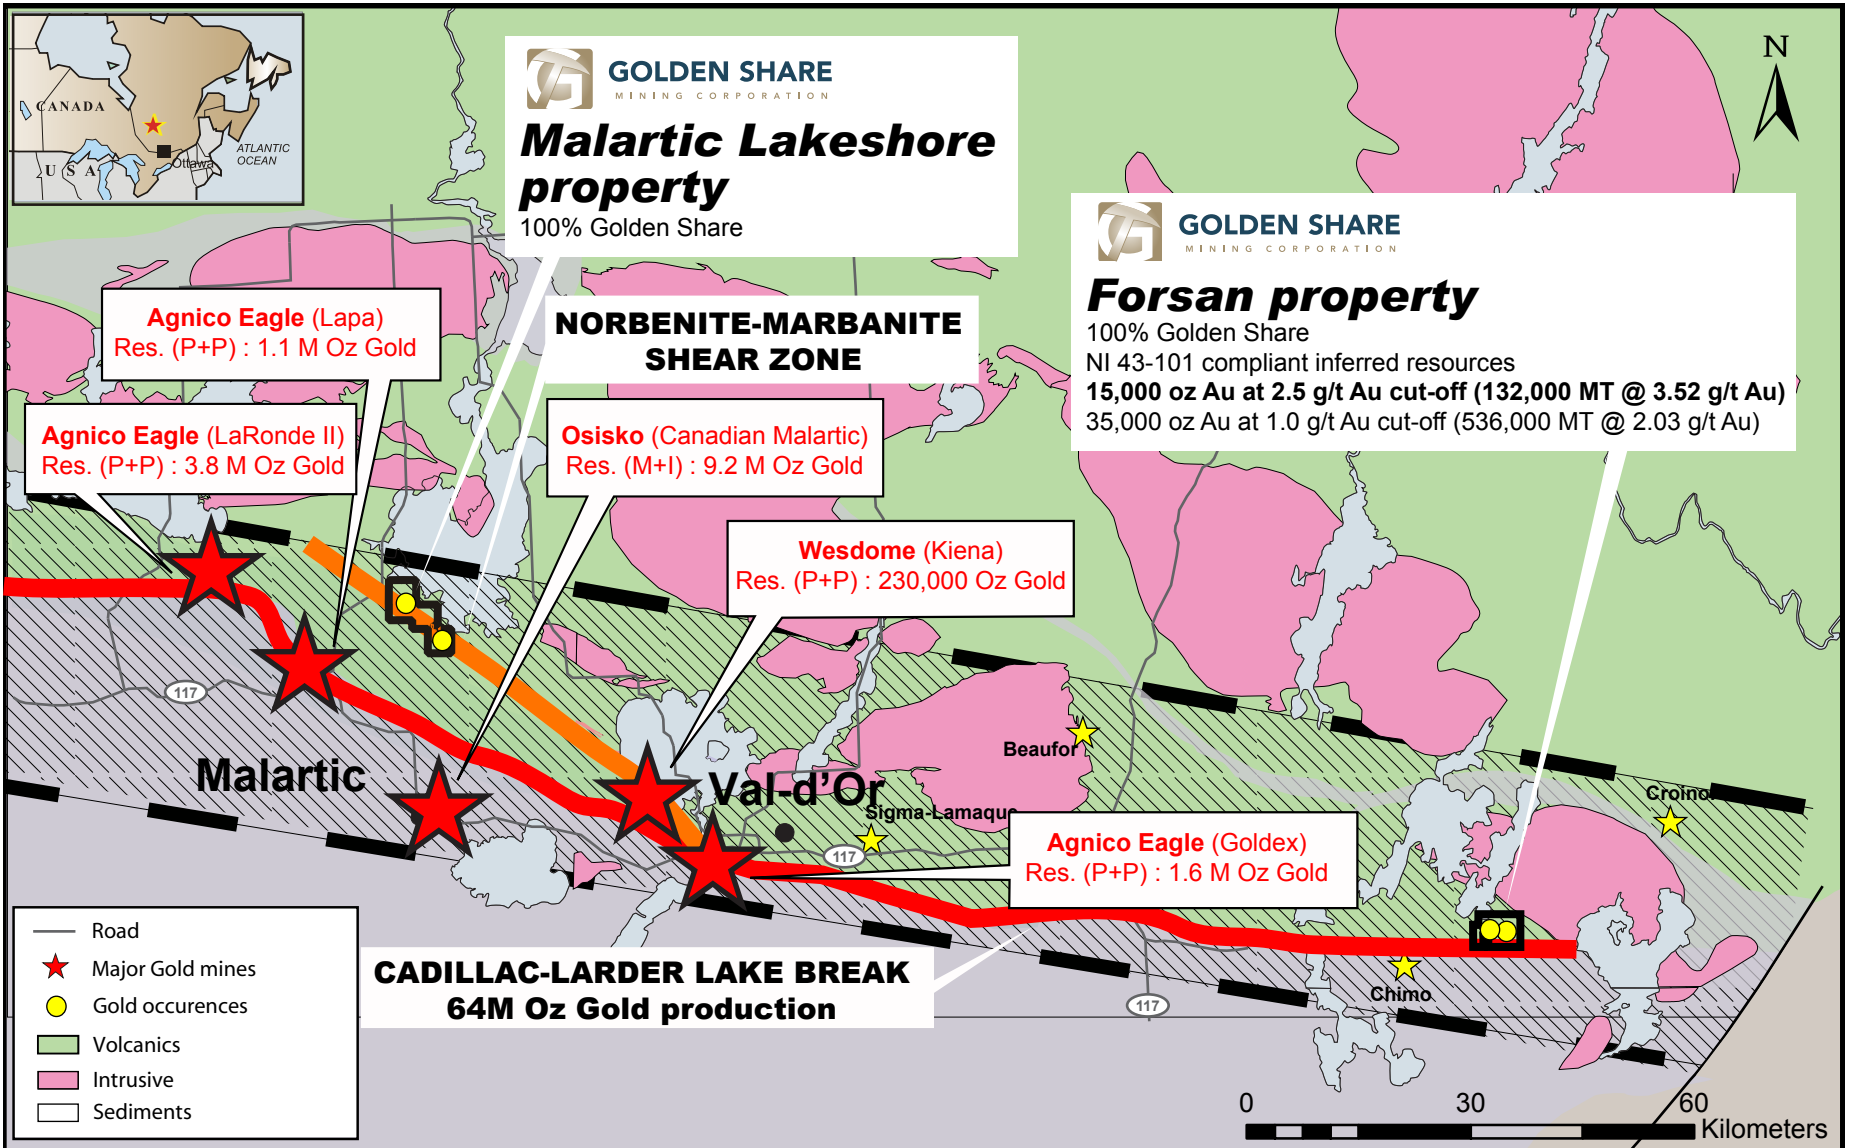 CANADA
U S A
Ottawa
ATLANTIC
OCEAN
GOLDEN SHARE
MINING CORPORATION
Malartic Lakeshore
property
100% Golden Share
N
GOLDEN SHARE
MINING CORPORATION
Forsan property
100% Golden Share
NI 43-101 compliant inferred resources
15,000 oz Au at 2.5 g/t Au cut-off (132,000 MT @ 3.52 g/t Au)
35,000 oz Au at 1.0 g/t Au cut-off (536,000 MT @ 2.03 g/t Au)
Agnico Eagle (Lapa)
Res. (P+P) : 1.1 M Oz Gold
NORBENITE-MARBANITE
SHEAR ZONE
Agnico Eagle (LaRonde II)
Res. (P+P) : 3.8 M Oz Gold
Osisko (Canadian Malartic)
Res. (M+I) : 9.2 M Oz Gold
Wesdome (Kiena)
Res. (P+P) : 230,000 Oz Gold
117
Malartic
Val-d'Or
Beaufor
Sigma-Lamaque
Croinor
117
Agnico Eagle (Goldex)
Res. (P+P) : 1.6 M Oz Gold
CADILLAC-LARDER LAKE BREAK
64M Oz Gold production
Chimo
117
Road
Major Gold mines
Gold occurences
Volcanics
Intrusive
Sediments
0 30 60
Kilometers